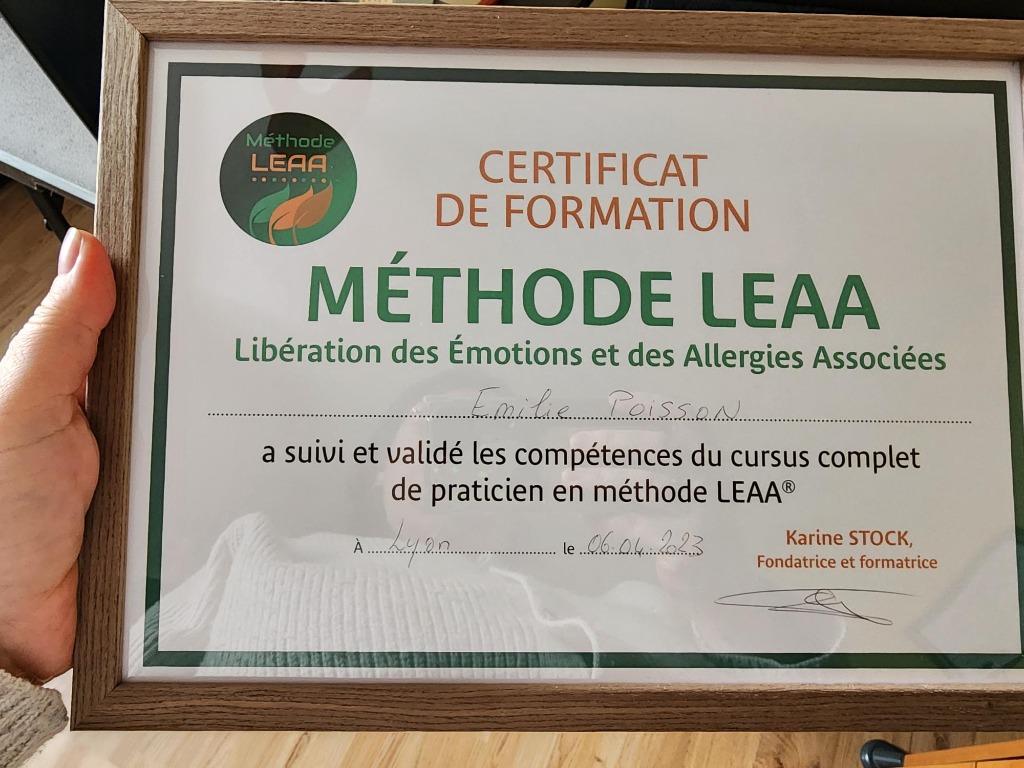 Méthode
LEAA
CERTIFICAT
DE FORMATION
MÉTHODE LEAA
Libération des Émotions et des Allergies Associées
Emilie Poisson
a suivi et validé les compétences du cursus complet
de praticien en méthode LEAA®
À Lyon le 06.04.2023
Karine STOCK,
Fondatrice et formatrice